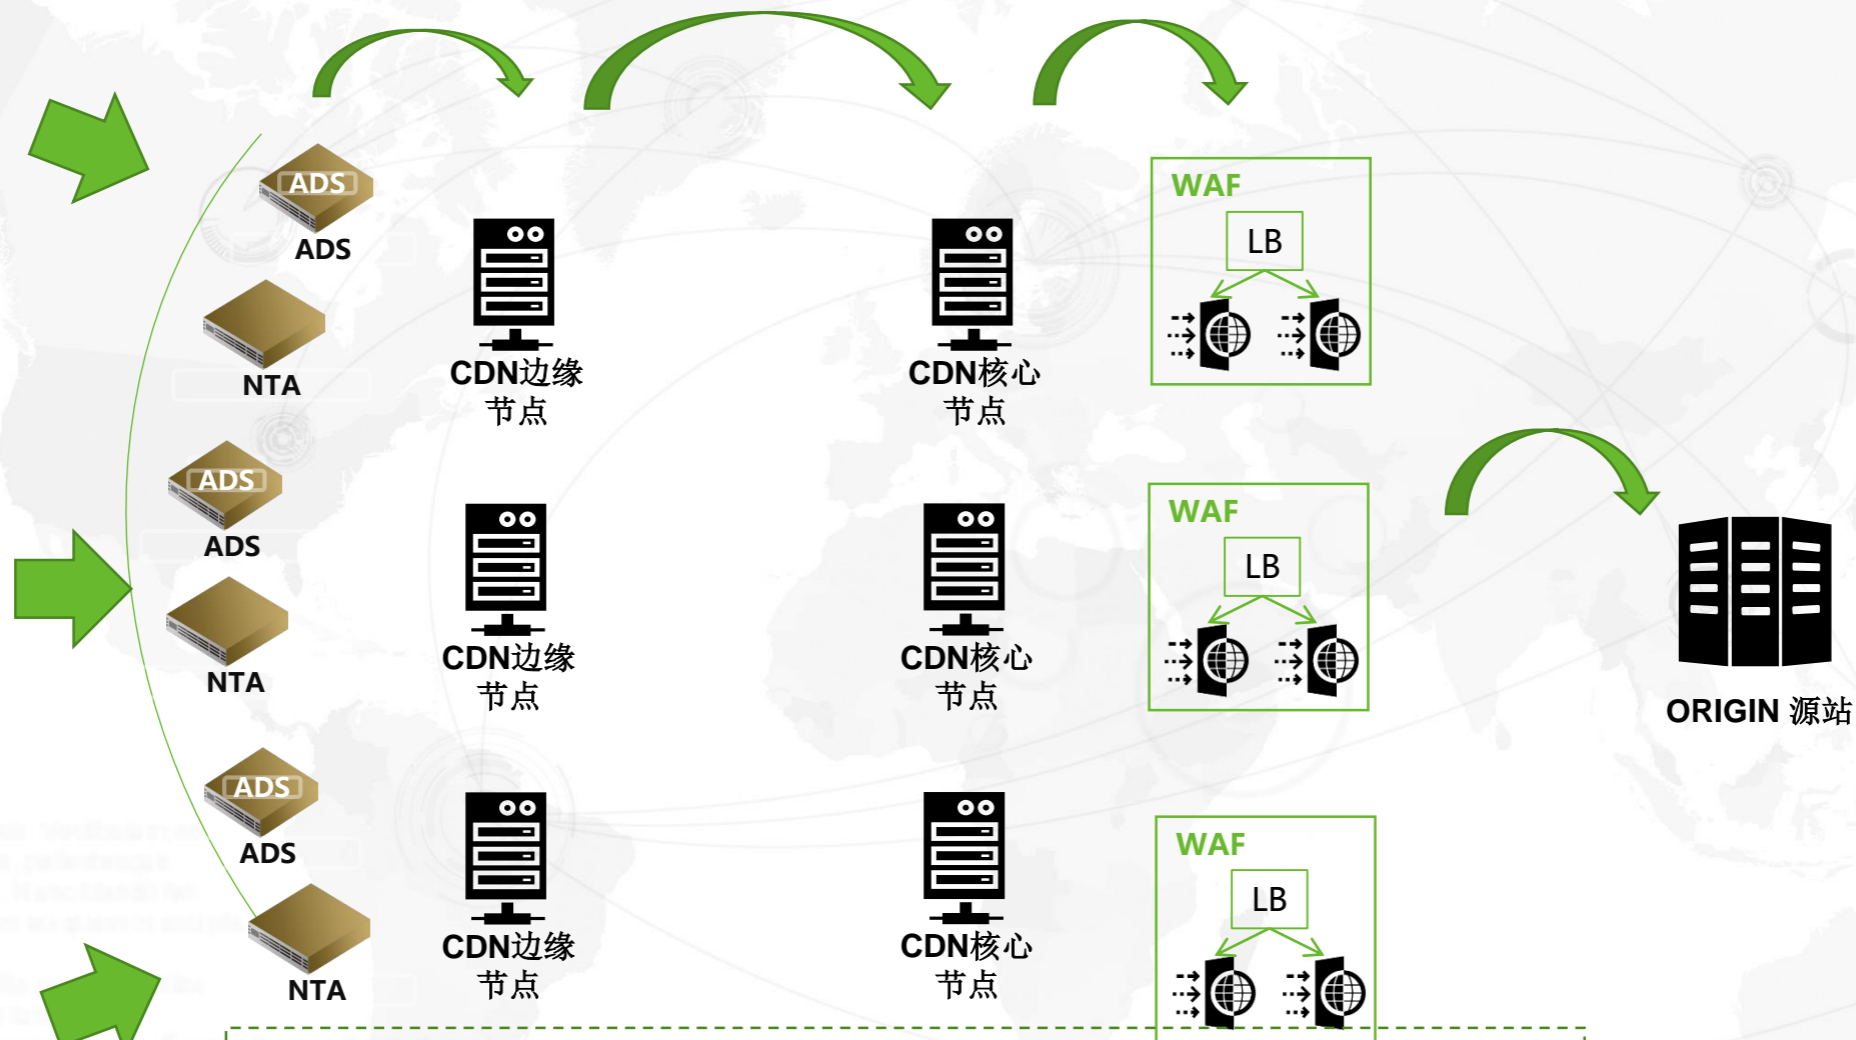 ADS
ADS
NTA
CDN边缘
节点
CDN核心
节点
WAF
LB
ADS
ADS
NTA
CDN边缘
节点
CDN核心
节点
WAF
LB
ORIGIN 源站
ADS
ADS
NTA
CDN边缘
节点
CDN核心
节点
WAF
LB